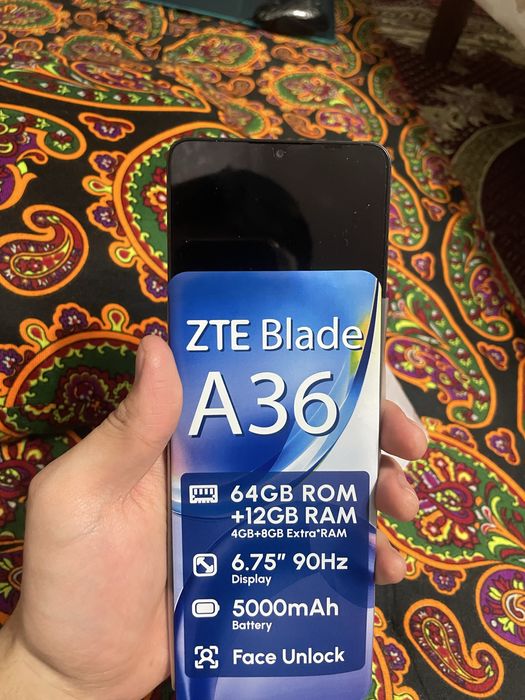 ZTE Blade
A36
64GB ROM
+12GB RAM
4GB+8GB Extra*RAM
6.75" 90Hz
Display
5000mAh
Battery
Face Unlock